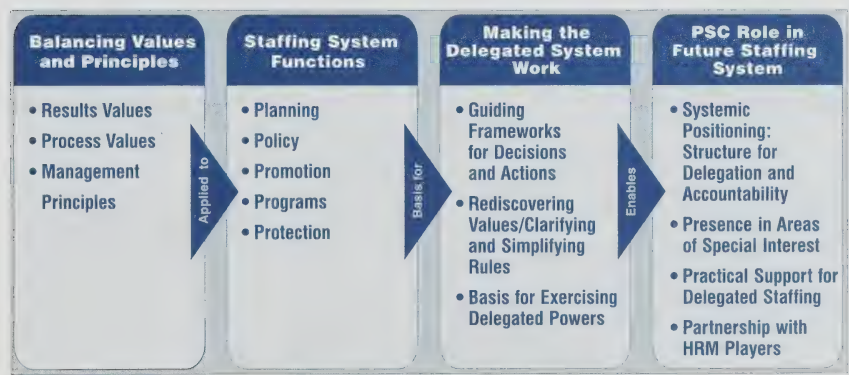 Balancing Values
and Principles
• Results Values
• Process Values
• Management
Principles
Applied to
Staffing System
Functions
• Planning
• Policy
• Promotion
• Programs
• Protection
Basis for
Making the
Delegated System
Work
• Guiding
Frameworks
for Decisions
and Actions
• Rediscovering
Values/Clarifying
and Simplifying
Rules
• Basis for Exercising
Delegated Powers
Enables
PSC Role in
Future Staffing
System
• Systemic
Positioning:
Structure for
Delegation and
Accountability
• Presence in Areas
of Special Interest
• Practical Support for
Delegated Staffing
• Partnership with
HRM Players